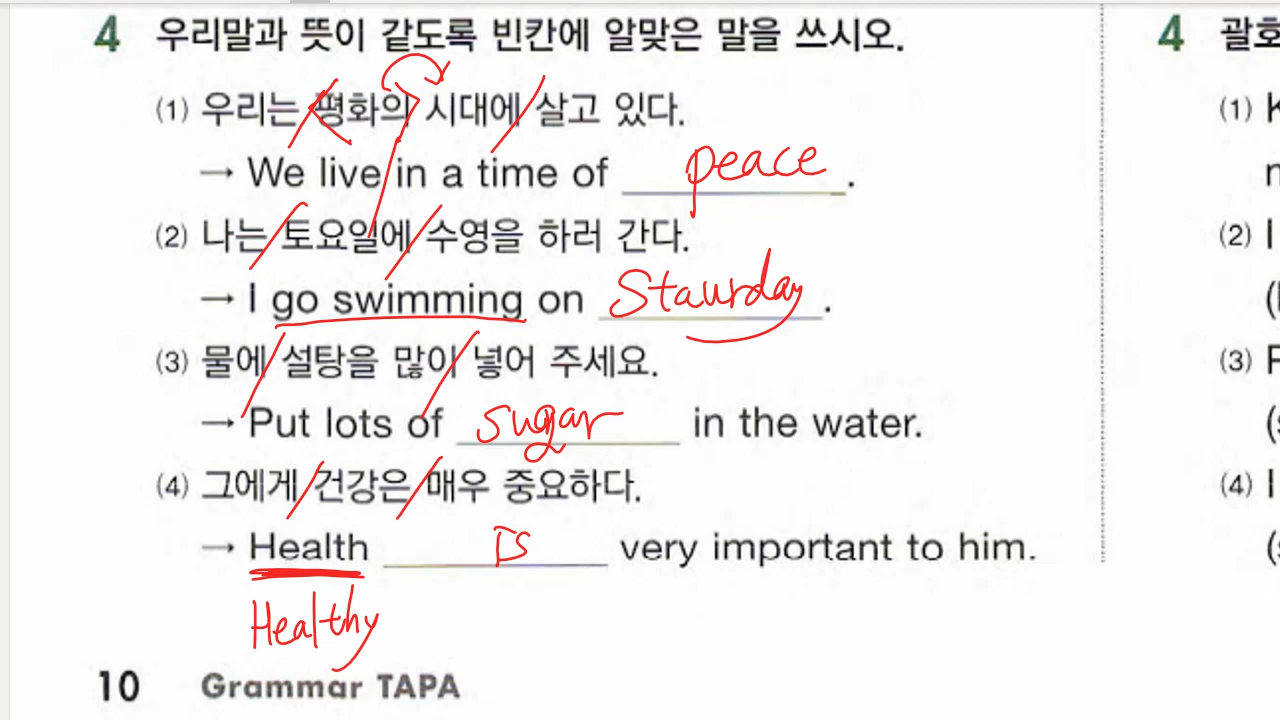 4 우리말과 뜻이 같도록 빈칸에 알맞은 말을 쓰시오.
(1) 우리는 평화의 시대에 살고 있다.
→ We live in a time of peace.
(2) 나는 토요일에 수영을 하러 간다.
→ I go swimming on Staurday.
(3) 물에 설탕을 많이 넣어 주세요.
→ Put lots of sugar in the water.
(4) 그에게 건강은 매우 중요하다.
→ Health is very important to him.
Healthy
10 Grammar TAPA
4 괄호
(1)
(2) I
(3)
(4) I